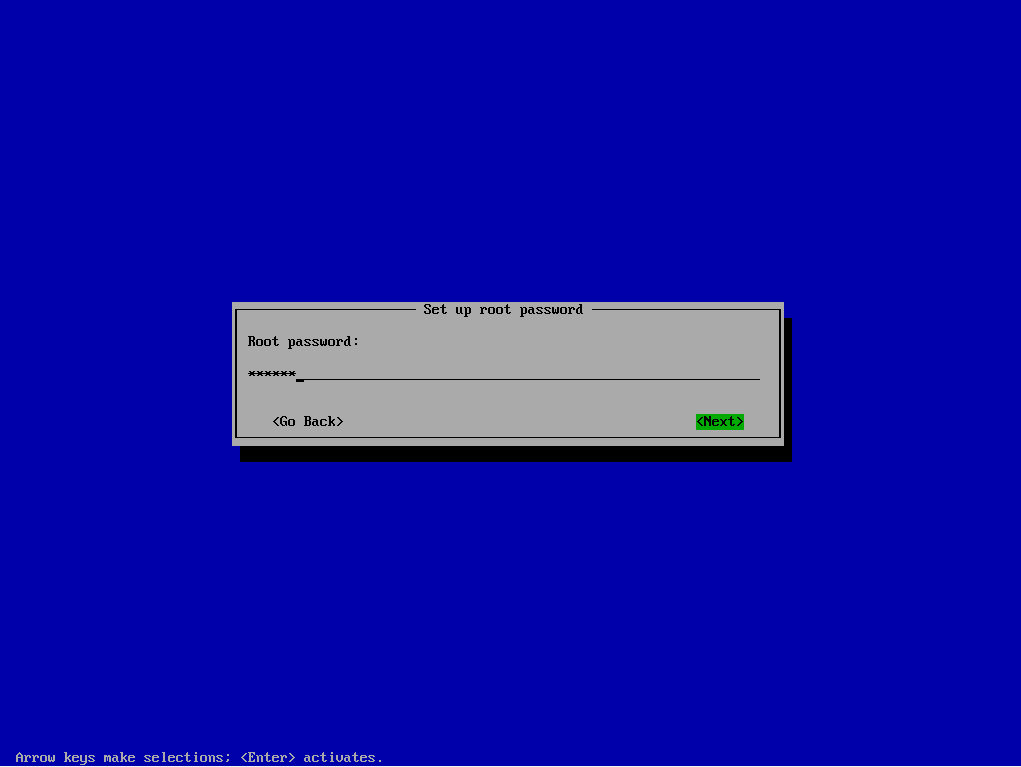 Set up root password
Root password:
******
<Go Back> <Next>
Arrow keys make selections; <Enter> activates.